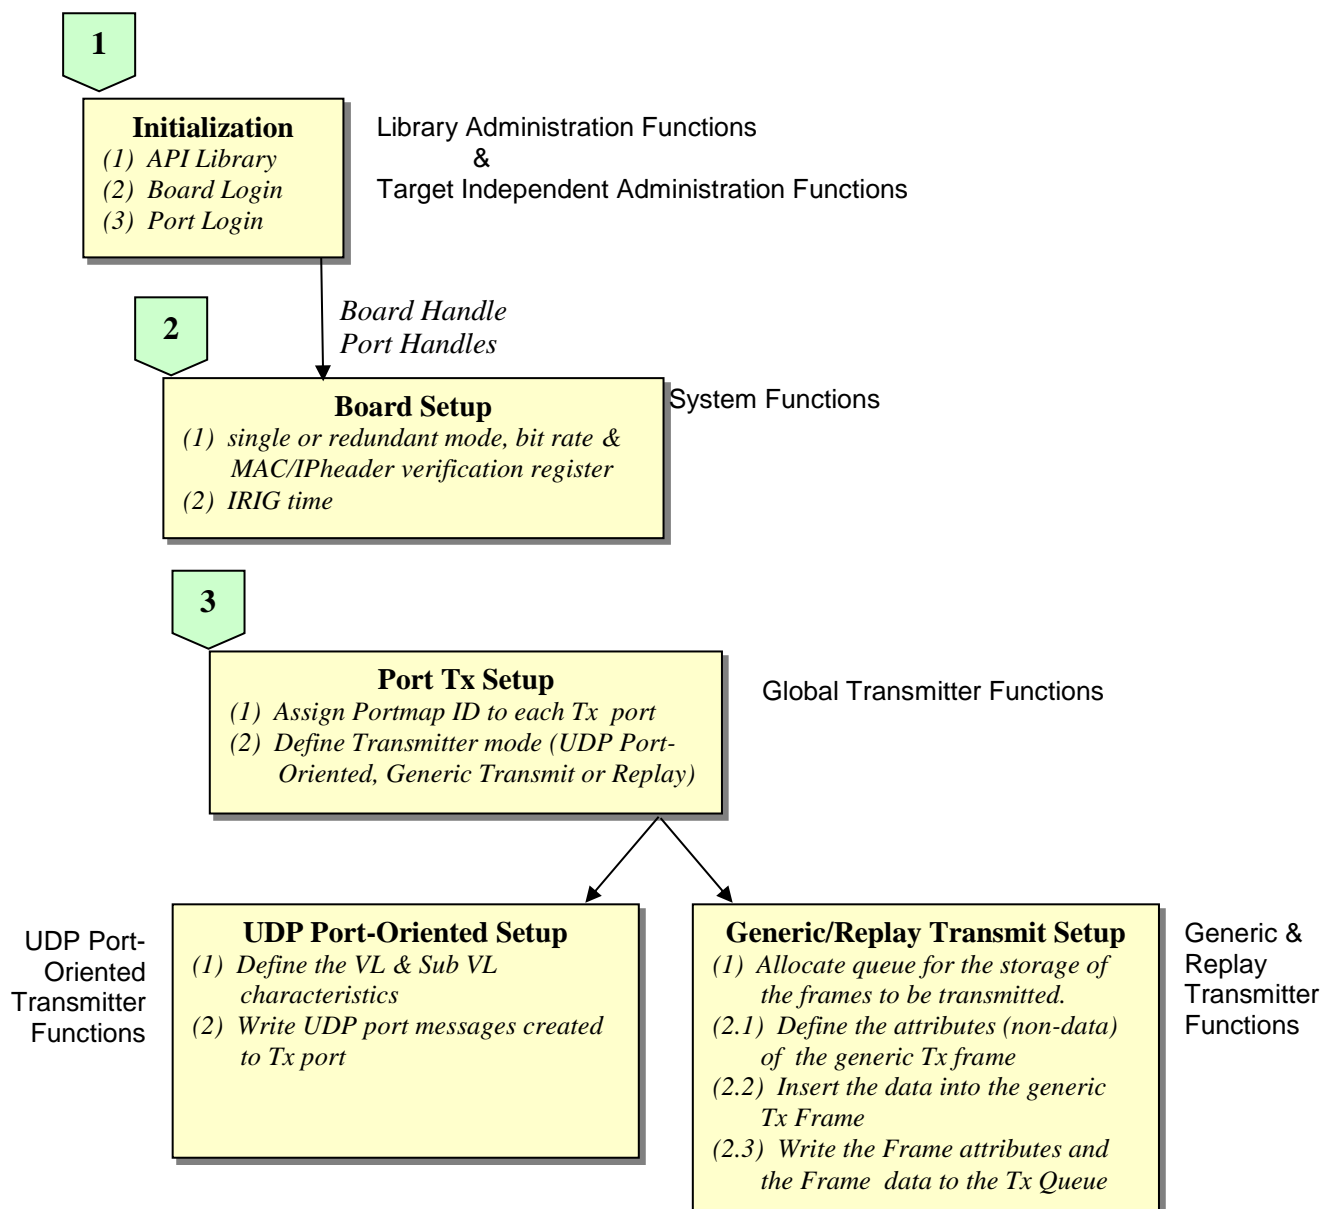 1
Initialization
(1) API Library
(2) Board Login
(3) Port Login
Library Administration Functions
&
Target Independent Administration Functions
Board Handle
Port Handles
2
Board Setup
(1) single or redundant mode, bit rate &
MAC/IPheader verification register
(2) IRIG time
System Functions
3
Port Tx Setup
(1) Assign Portmap ID to each Tx port
(2) Define Transmitter mode (UDP Port-
Oriented, Generic Transmit or Replay)
Global Transmitter Functions
UDP Port-
Oriented
Transmitter
Functions
UDP Port-Oriented Setup
(1) Define the VL & Sub VL
characteristics
(2) Write UDP port messages created
to Tx port
Generic/Replay Transmit Setup
(1) Allocate queue for the storage of
the frames to be transmitted.
(2.1) Define the attributes (non-data)
of the generic Tx frame
(2.2) Insert the data into the generic
Tx Frame
(2.3) Write the Frame attributes and
the Frame data to the Tx Queue
Generic &
Replay
Transmitter
Functions